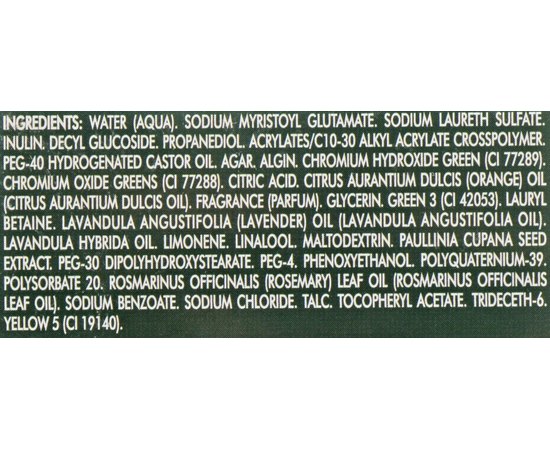 INGREDIENTS: WATER (AQUA). SODIUM MYRISTOYL GLUTAMATE. SODIUM LAURETH SULFATE.
INULIN. DECYL GLUCOSIDE. PROPANEDIOL. ACRYLATES/C10-30 ALKYL ACRYLATE CROSSPOLYMER.
PEG-40 HYDROGENATED CASTOR OIL. AGAR. ALGIN. CHROMIUM HYDROXIDE GREEN (CI 77289).
CHROMIUM OXIDE GREENS (CI 77288). CITRIC ACID. CITRUS AURANTIUM DULCIS (ORANGE) OIL
(CITRUS AURANTIUM DULCIS OIL). FRAGRANCE (PARFUM). GLYCERIN. GREEN 3 (CI 42053). LAURYL
BETAINE. LAVANDULA ANGUSTIFOLIA (LAVENDER) OIL (LAVANDULA ANGUSTIFOLIA OIL).
LAVANDULA HYBRIDA OIL. LIMONENE. LINALOOL. MALTODEXTRIN. PAULLINIA CUPANA SEED
EXTRACT. PEG-30 DIPOLYHYDROXYSTEARATE. PEG-4. PHENOXYETHANOL. POLYQUATERNIUM-39.
POLYSORBATE 20. ROSMARINUS OFFICINALIS (ROSEMARY) LEAF OIL (ROSMARINUS OFFICINALIS
LEAF OIL). SODIUM BENZOATE. SODIUM CHLORIDE. TALC. TOCOPHERYL ACETATE. TRIDECETH-6.
YELLOW 5 (CI 19140).